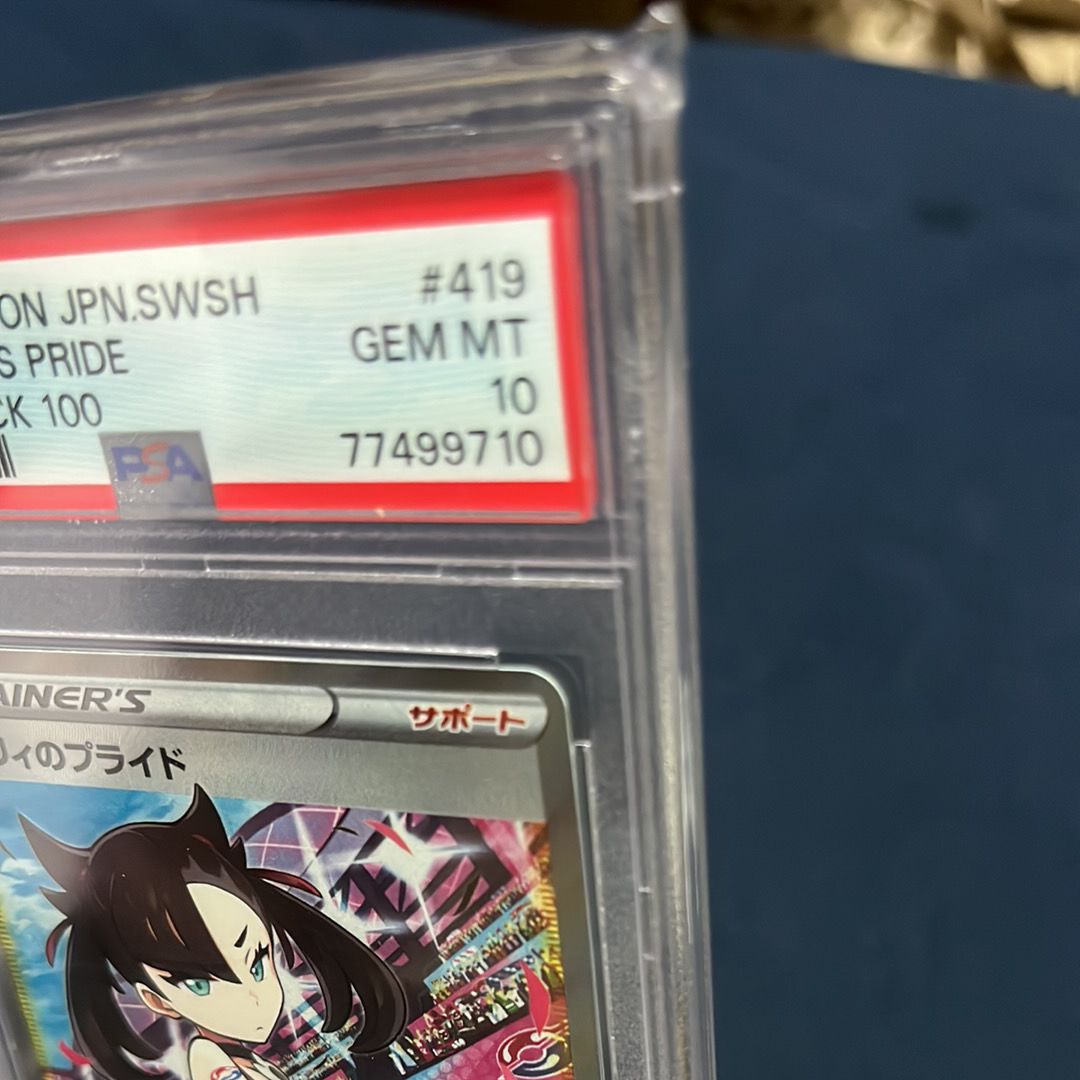 ON JPN.SWSH #419
S PRIDE GEM MT
CK 100 10
PSA 77499710
AINER'S サポート
ィのプライド